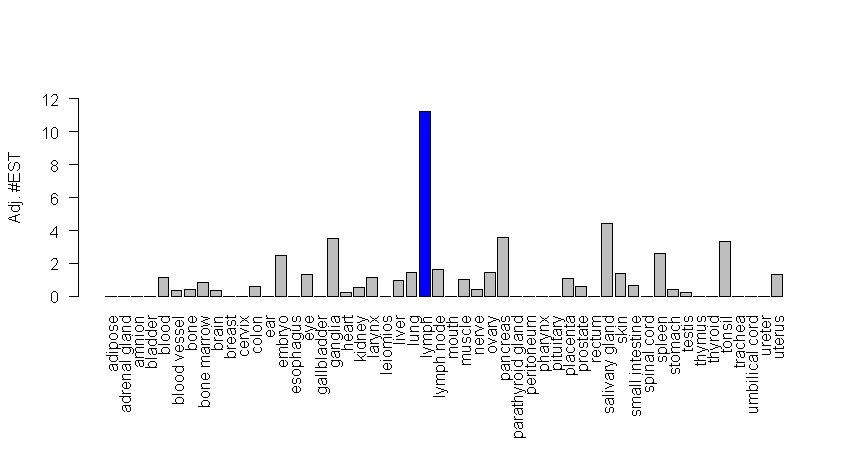 Adj. #EST
12
10
8
6
4
2
0
adipose
adrenal gland
amnion
bladder
blood
blood vessel
bone
bone marrow
brain
breast
cervix
colon
ear
embryo
esophagus
eye
gallbladder
ganglia
heart
kidney
larynx
leiomios
liver
lung
lymph
lymph node
mouth
muscle
nerve
ovary
pancreas
parathyroid gland
peritoneum
pharynx
pituitary
placenta
prostate
rectum
salivary gland
skin
small intestine
spinal cord
spleen
stomach
testis
thymus
thyroid
tonsil
trachea
umbilical cord
ureter
uterus